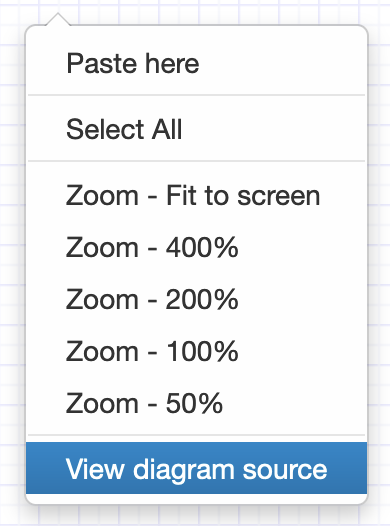 Paste here
Select All
Zoom - Fit to screen
Zoom - 400%
Zoom - 200%
Zoom - 100%
Zoom - 50%
View diagram source